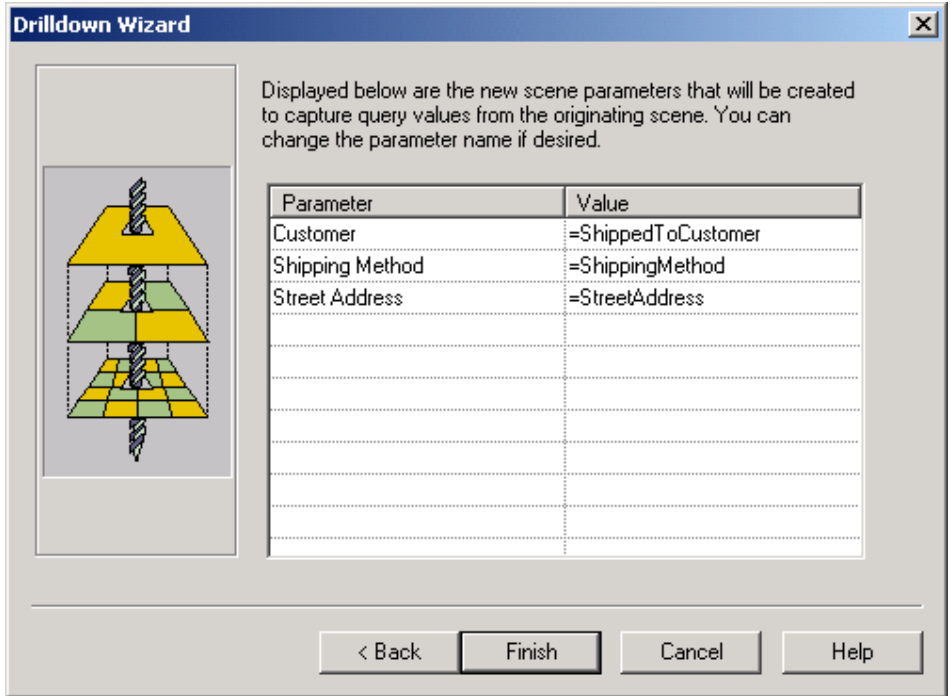 Drilldown Wizard
Displayed below are the new scene parameters that will be created
to capture query values from the originating scene. You can
change the parameter name if desired.
Parameter Value
Customer =ShippedToCustomer
Shipping Method =ShippingMethod
Street Address =StreetAddress
< Back Finish Cancel Help